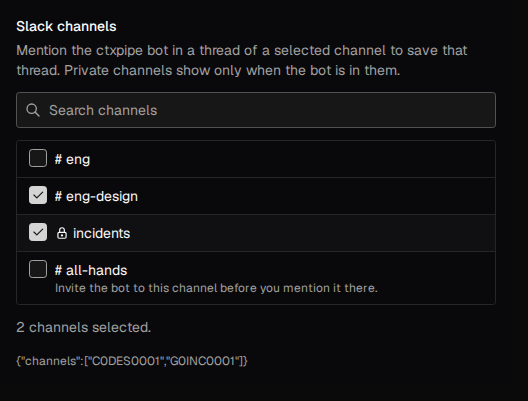 Slack channels
Mention the ctxpipe bot in a thread of a selected channel to save that
thread. Private channels show only when the bot is in them.
Search channels
# eng
# eng-design
incidents
# all-hands
Invite the bot to this channel before you mention it there.
2 channels selected.
{"channels":["C0DES0001","G0INC0001"]}